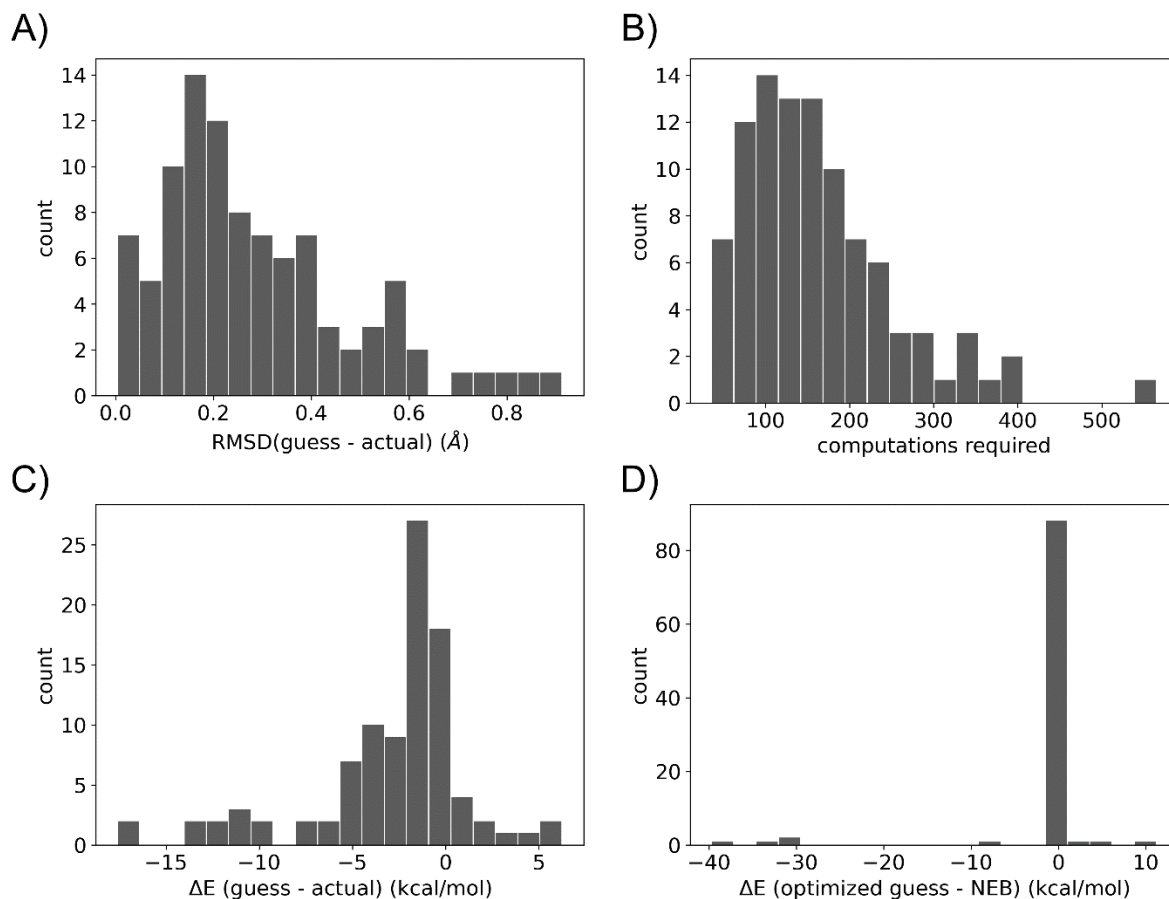 A)
14
12
10
8
6
4
2
0
count
0.0 0.2 0.4 0.6 0.8
RMSD(guess - actual) (Å)
B)
14
12
10
8
6
4
2
0
count
100 200 300 400 500
computations required
C)
25
20
15
10
5
0
count
−15 −10 −5 0 5
ΔE (guess - actual) (kcal/mol)
D)
80
60
40
20
0
count
−40 −30 −20 −10 0 10
ΔE (optimized guess - NEB) (kcal/mol)